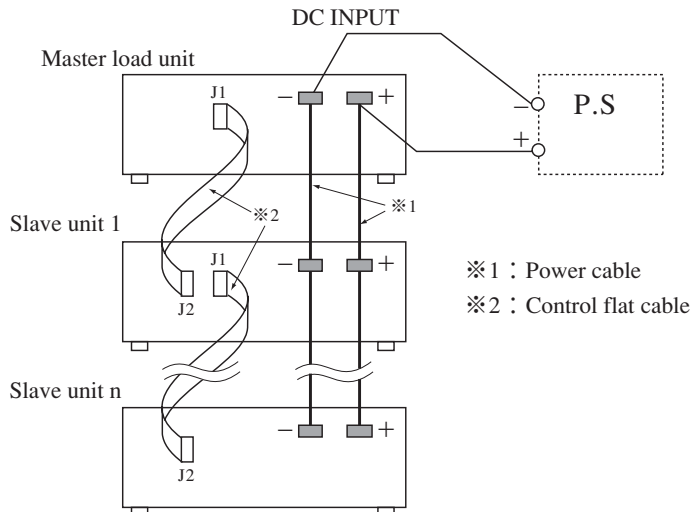 DC INPUT
Master load unit
J1
− +
P.S
−
+
※2
※1
Slave unit 1
J1
− +
J2
※1：Power cable
※2：Control flat cable
Slave unit n
− +
J2